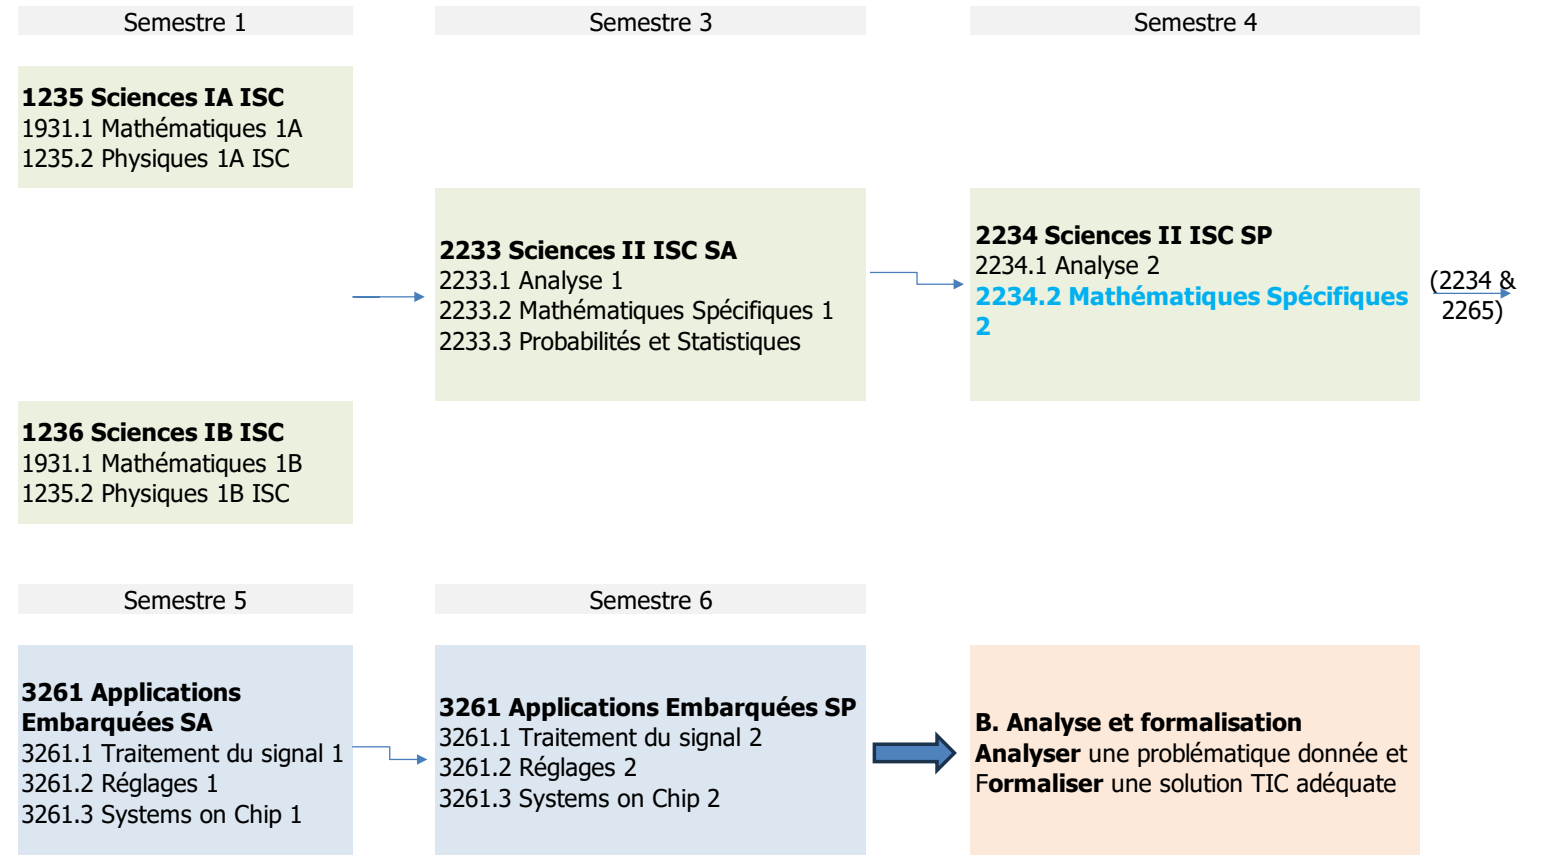 Semestre 1
Semestre 3
Semestre 4
1235 Sciences IA ISC
1931.1 Mathématiques 1A
1235.2 Physiques 1A ISC
2233 Sciences II ISC SA
2233.1 Analyse 1
2233.2 Mathématiques Spécifiques 1
2233.3 Probabilités et Statistiques
2234 Sciences II ISC SP
2234.1 Analyse 2
2234.2 Mathématiques Spécifiques
2
(2234 &
2265)
1236 Sciences IB ISC
1931.1 Mathématiques 1B
1235.2 Physiques 1B ISC
Semestre 5
Semestre 6
3261 Applications
Embarquées SA
3261.1 Traitement du signal 1
3261.2 Réglages 1
3261.3 Systems on Chip 1
3261 Applications Embarquées SP
3261.1 Traitement du signal 2
3261.2 Réglages 2
3261.3 Systems on Chip 2
B. Analyse et formalisation
Analyser une problématique donnée et
Formaliser une solution TIC adéquate